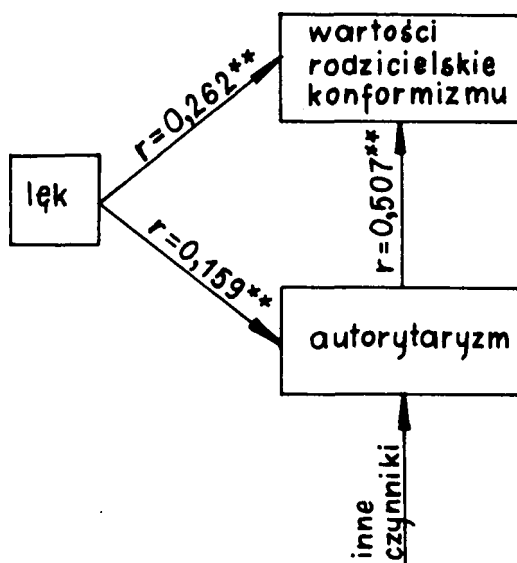 wartości
rodzicielskie
konformizmu
r=0,262**
lęk
r=0,159**
r=0,507**
autorytaryzm
inne
czynniki